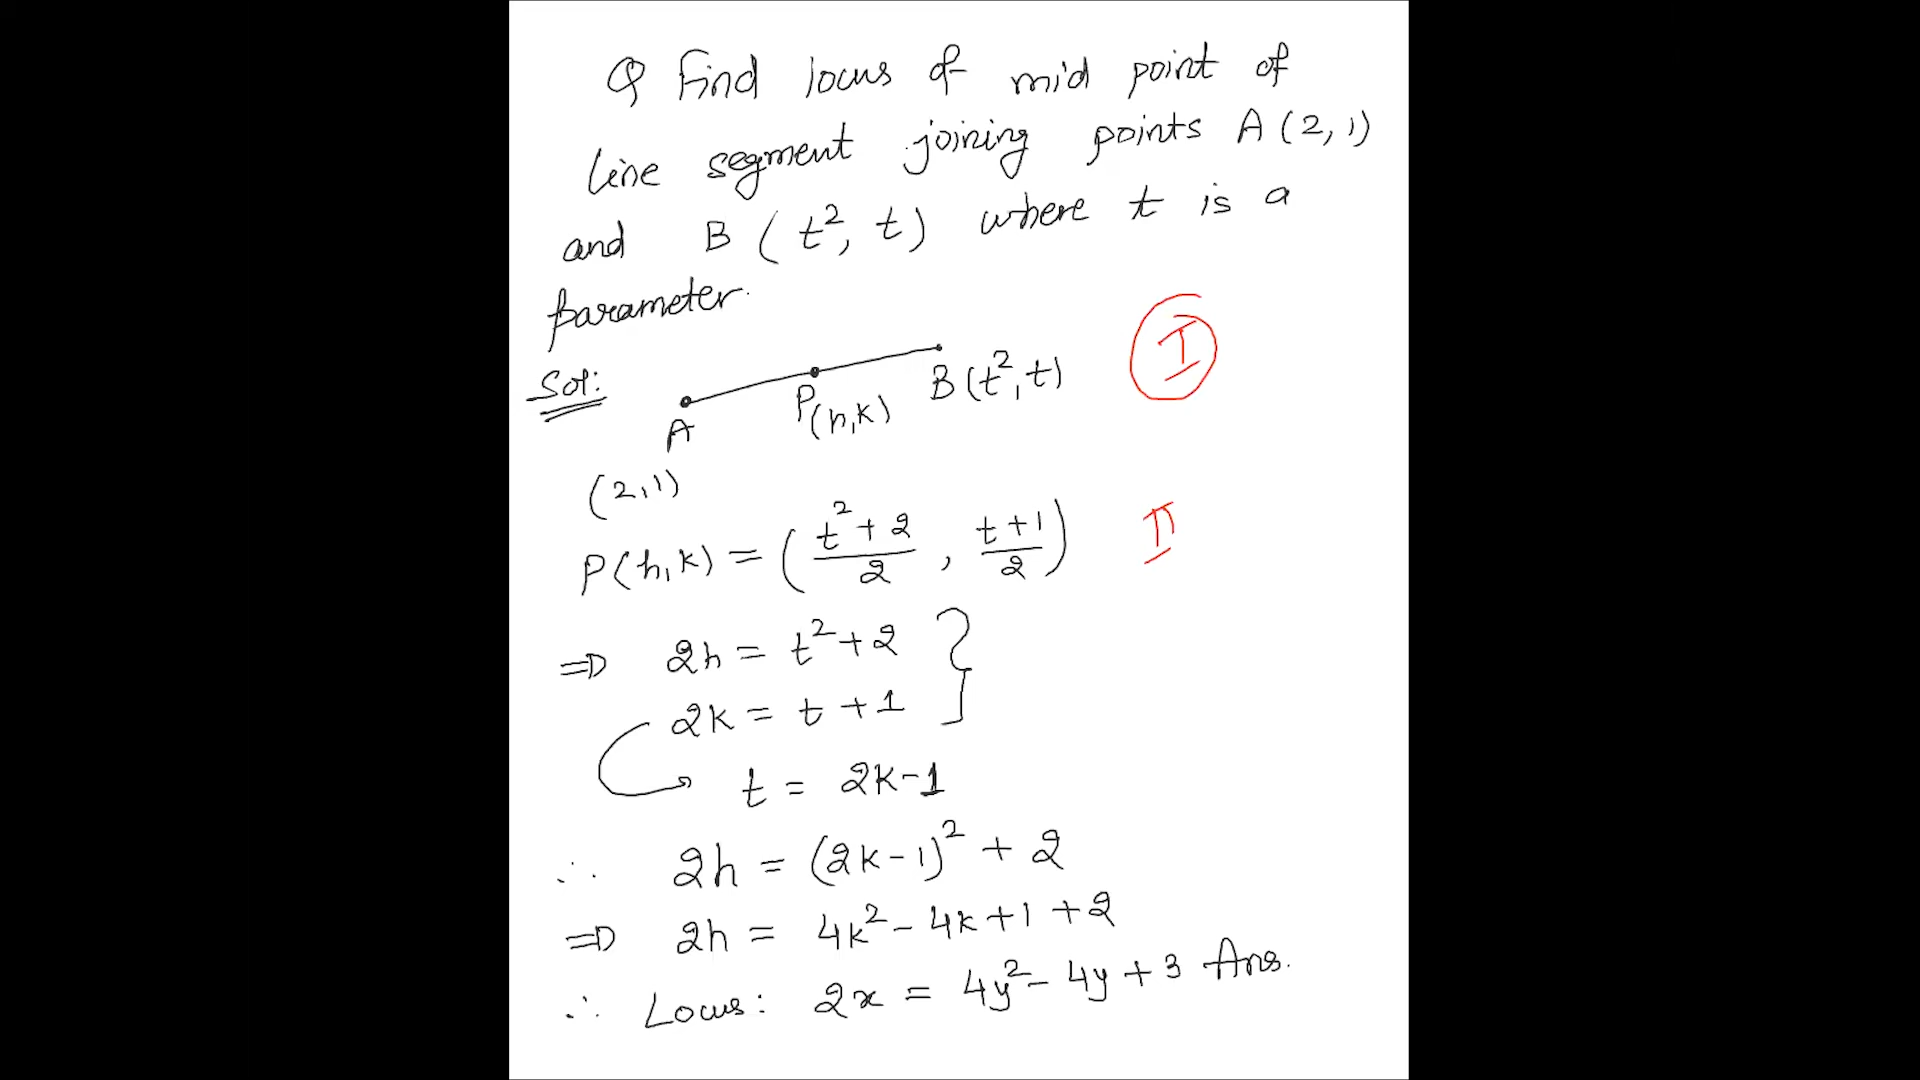 Q Find locus of mid point of
line segment joining points A (2, 1)
and B (t², t) where t is a
parameter.
I
Sol:
A
P(h,k)
B (t², t)
(2,1)
P(h,k) = ( (t²+2)/2 , (t+1)/2 ) II
⇒ 2h = t²+2 }
2k = t+1
t = 2k-1
∴ 2h = (2k-1)² + 2
⇒ 2h = 4k² - 4k + 1 + 2
∴ Locus: 2x = 4y² - 4y + 3 Ans.